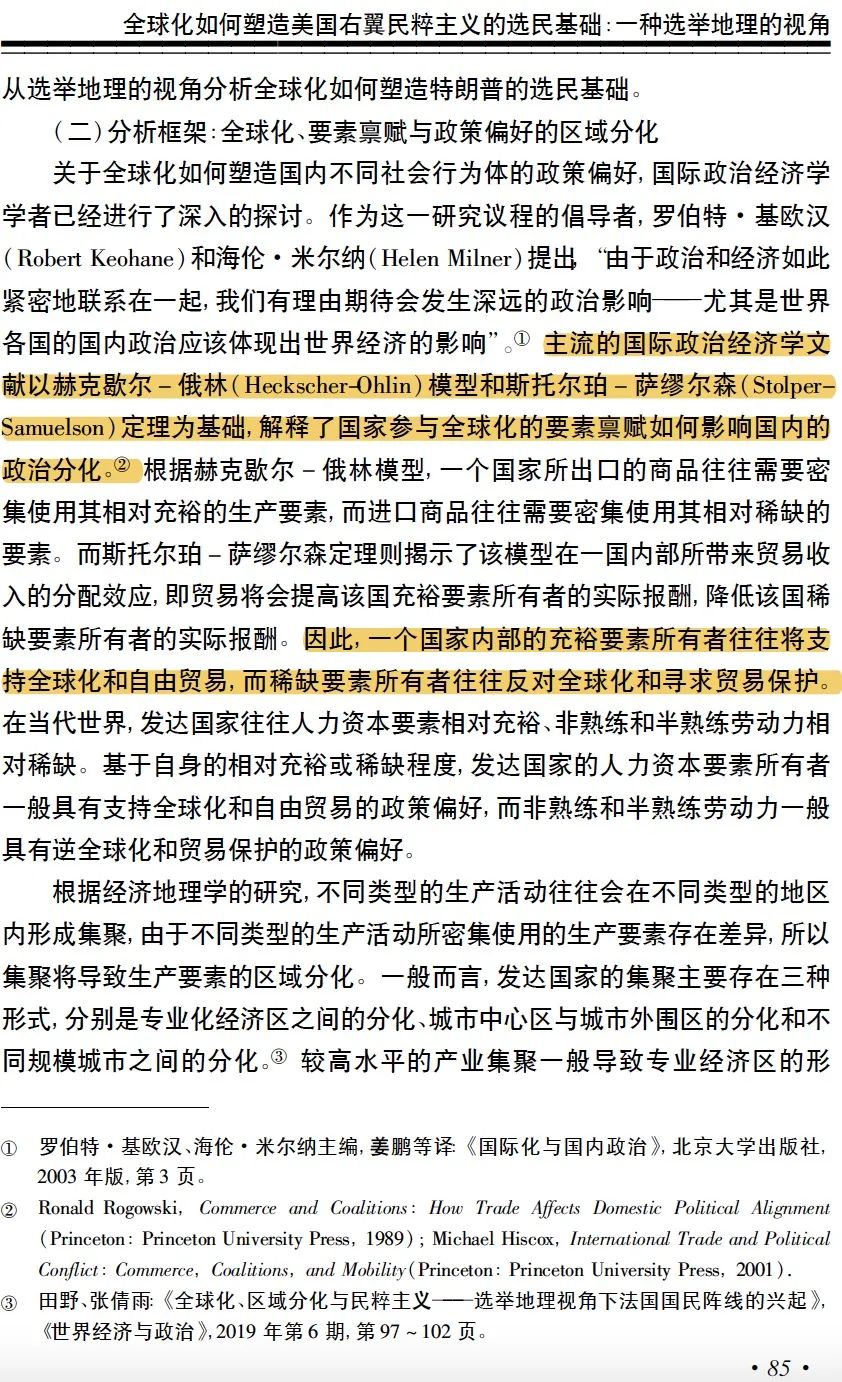 全球化如何塑造美国右翼民粹主义的选民基础:一种选举地理的视角
从选举地理的视角分析全球化如何塑造特朗普的选民基础。
(二)分析框架:全球化、要素禀赋与政策偏好的区域分化
关于全球化如何塑造国内不同社会行为体的政策偏好,国际政治经济学
学者已经进行了深入的探讨。作为这一研究议程的倡导者,罗伯特·基欧汉
(Robert Keohane)和海伦·米尔纳(Helen Milner)提出,“由于政治和经济如此
紧密地联系在一起,我们有理由期待会发生深远的政治影响——尤其是世界
各国的国内政治应该体现出世界经济的影响”。① 主流的国际政治经济学文
献以赫克歇尔-俄林(Heckscher-Ohlin)模型和斯托尔珀-萨缪尔森(Stolper-
Samuelson)定理为基础,解释了国家参与全球化的要素禀赋如何影响国内的
政治分化。② 根据赫克歇尔-俄林模型,一个国家所出口的商品往往需要密
集使用其相对充裕的生产要素,而进口商品往往需要密集使用其相对稀缺的
要素。而斯托尔珀-萨缪尔森定理则揭示了该模型在一国内部所带来贸易收
入的分配效应,即贸易将会提高该国充裕要素所有者的实际报酬,降低该国稀
缺要素所有者的实际报酬。因此,一个国家内部的充裕要素所有者往往将支
持全球化和自由贸易,而稀缺要素所有者往往反对全球化和寻求贸易保护。
在当代世界,发达国家往往人力资本要素相对充裕、非熟练和半熟练劳动力相
对稀缺。基于自身的相对充裕或稀缺程度,发达国家的人力资本要素所有者
一般具有支持全球化和自由贸易的政策偏好,而非熟练和半熟练劳动力一般
具有逆全球化和贸易保护的政策偏好。
根据经济地理学的研究,不同类型的生产活动往往会在不同类型的地区
内形成集聚,由于不同类型的生产活动所密集使用的生产要素存在差异,所以
集聚将导致生产要素的区域分化。一般而言,发达国家的集聚主要存在三种
形式,分别是专业化经济区之间的分化、城市中心区与城市外围区的分化和不
同规模城市之间的分化。③ 较高水平的产业集聚一般导致专业经济区的形
① 罗伯特·基欧汉、海伦·米尔纳主编,姜鹏等译:《国际化与国内政治》,北京大学出版社,
2003 年版,第 3 页。
② Ronald Rogowski, Commerce and Coalitions: How Trade Affects Domestic Political Alignment
(Princeton: Princeton University Press, 1989); Michael Hiscox, International Trade and Political
Conflict: Commerce, Coalitions, and Mobility(Princeton: Princeton University Press, 2001).
③ 田野、张倩雨:《全球化、区域分化与民粹主义——选举地理视角下法国国民阵线的兴起》,
《世界经济与政治》,2019 年第 6 期,第 97~102 页。
· 85 ·